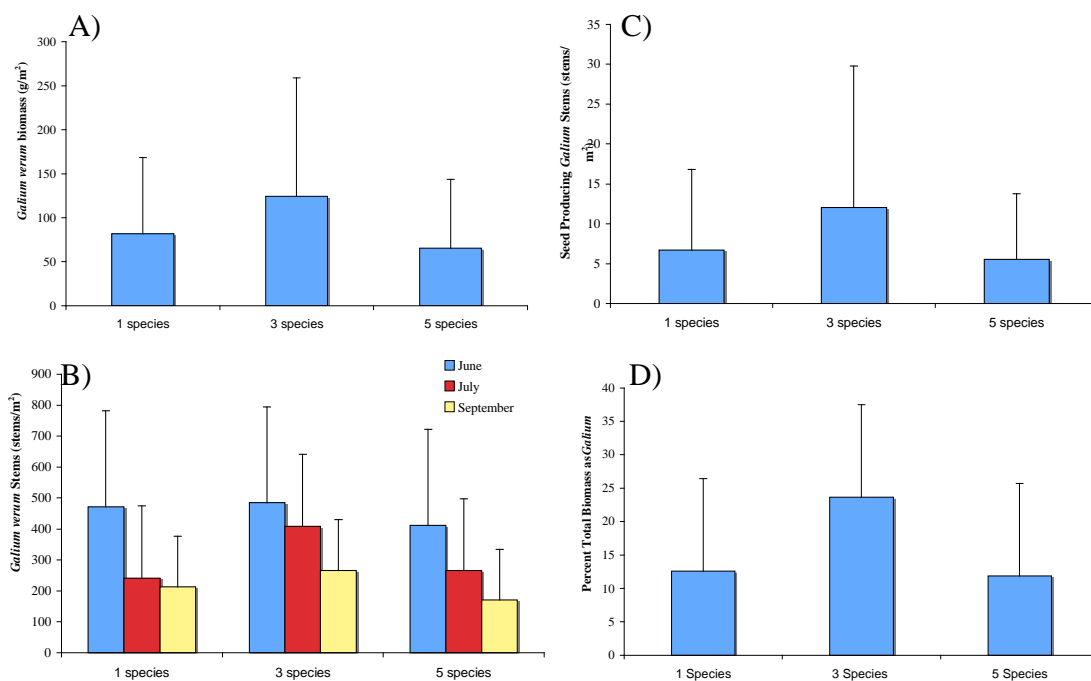 A)
Galium verum biomass (g/m²)
300
250
200
150
100
50
0
1 species
3 species
5 species
C)
Seed Producing Galium Stems (stems/
m²)
35
30
25
20
15
10
5
0
1 species
3 species
5 species
B)
Galium verum Stems (stems/m²)
900
800
700
600
500
400
300
200
100
0
June
July
September
1 species
3 species
5 species
D)
Percent Total Biomass as Galium
40
35
30
25
20
15
10
5
0
1 Species
3 Species
5 Species